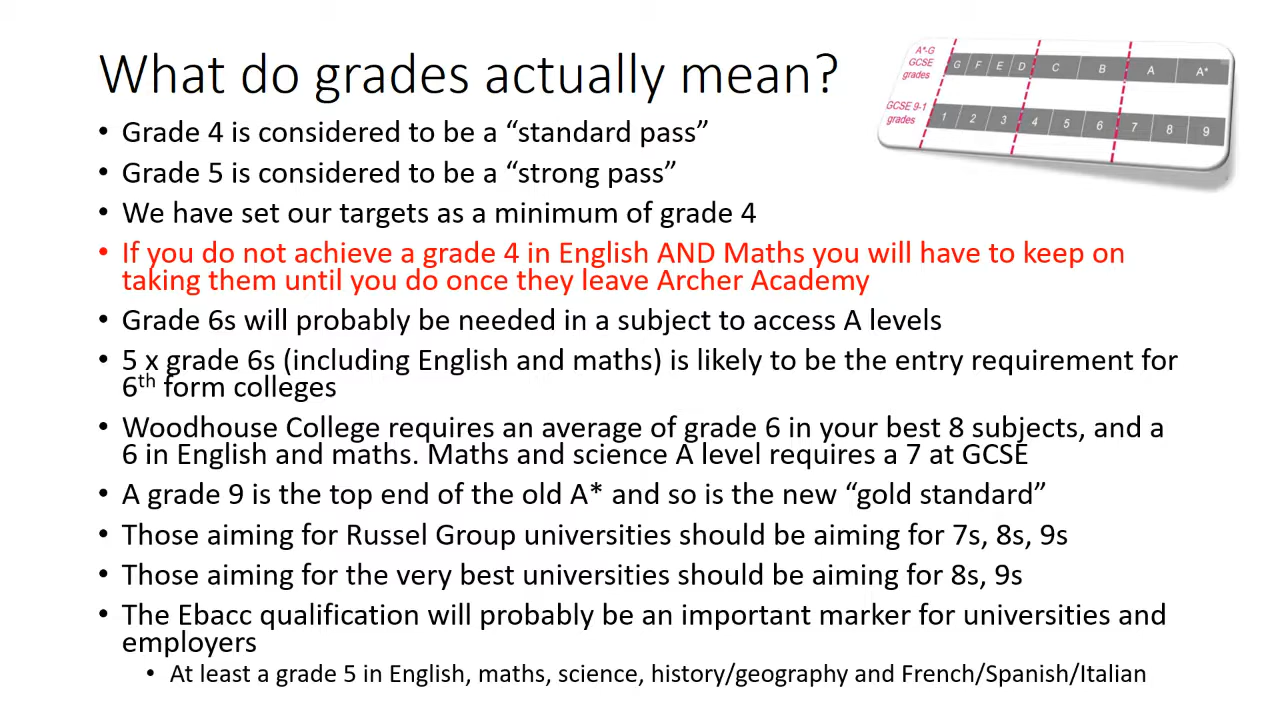 What do grades actually mean?
A*-G
GCSE
grades
G F E D C B A A*
GCSE 9-1
grades
1 2 3 4 5 6 7 8 9
• Grade 4 is considered to be a “standard pass”
• Grade 5 is considered to be a “strong pass”
• We have set our targets as a minimum of grade 4
• If you do not achieve a grade 4 in English AND Maths you will have to keep on
taking them until you do once they leave Archer Academy
• Grade 6s will probably be needed in a subject to access A levels
• 5 x grade 6s (including English and maths) is likely to be the entry requirement for
6th form colleges
• Woodhouse College requires an average of grade 6 in your best 8 subjects, and a
6 in English and maths. Maths and science A level requires a 7 at GCSE
• A grade 9 is the top end of the old A* and so is the new “gold standard”
• Those aiming for Russel Group universities should be aiming for 7s, 8s, 9s
• Those aiming for the very best universities should be aiming for 8s, 9s
• The Ebacc qualification will probably be an important marker for universities and
employers
• At least a grade 5 in English, maths, science, history/geography and French/Spanish/Italian